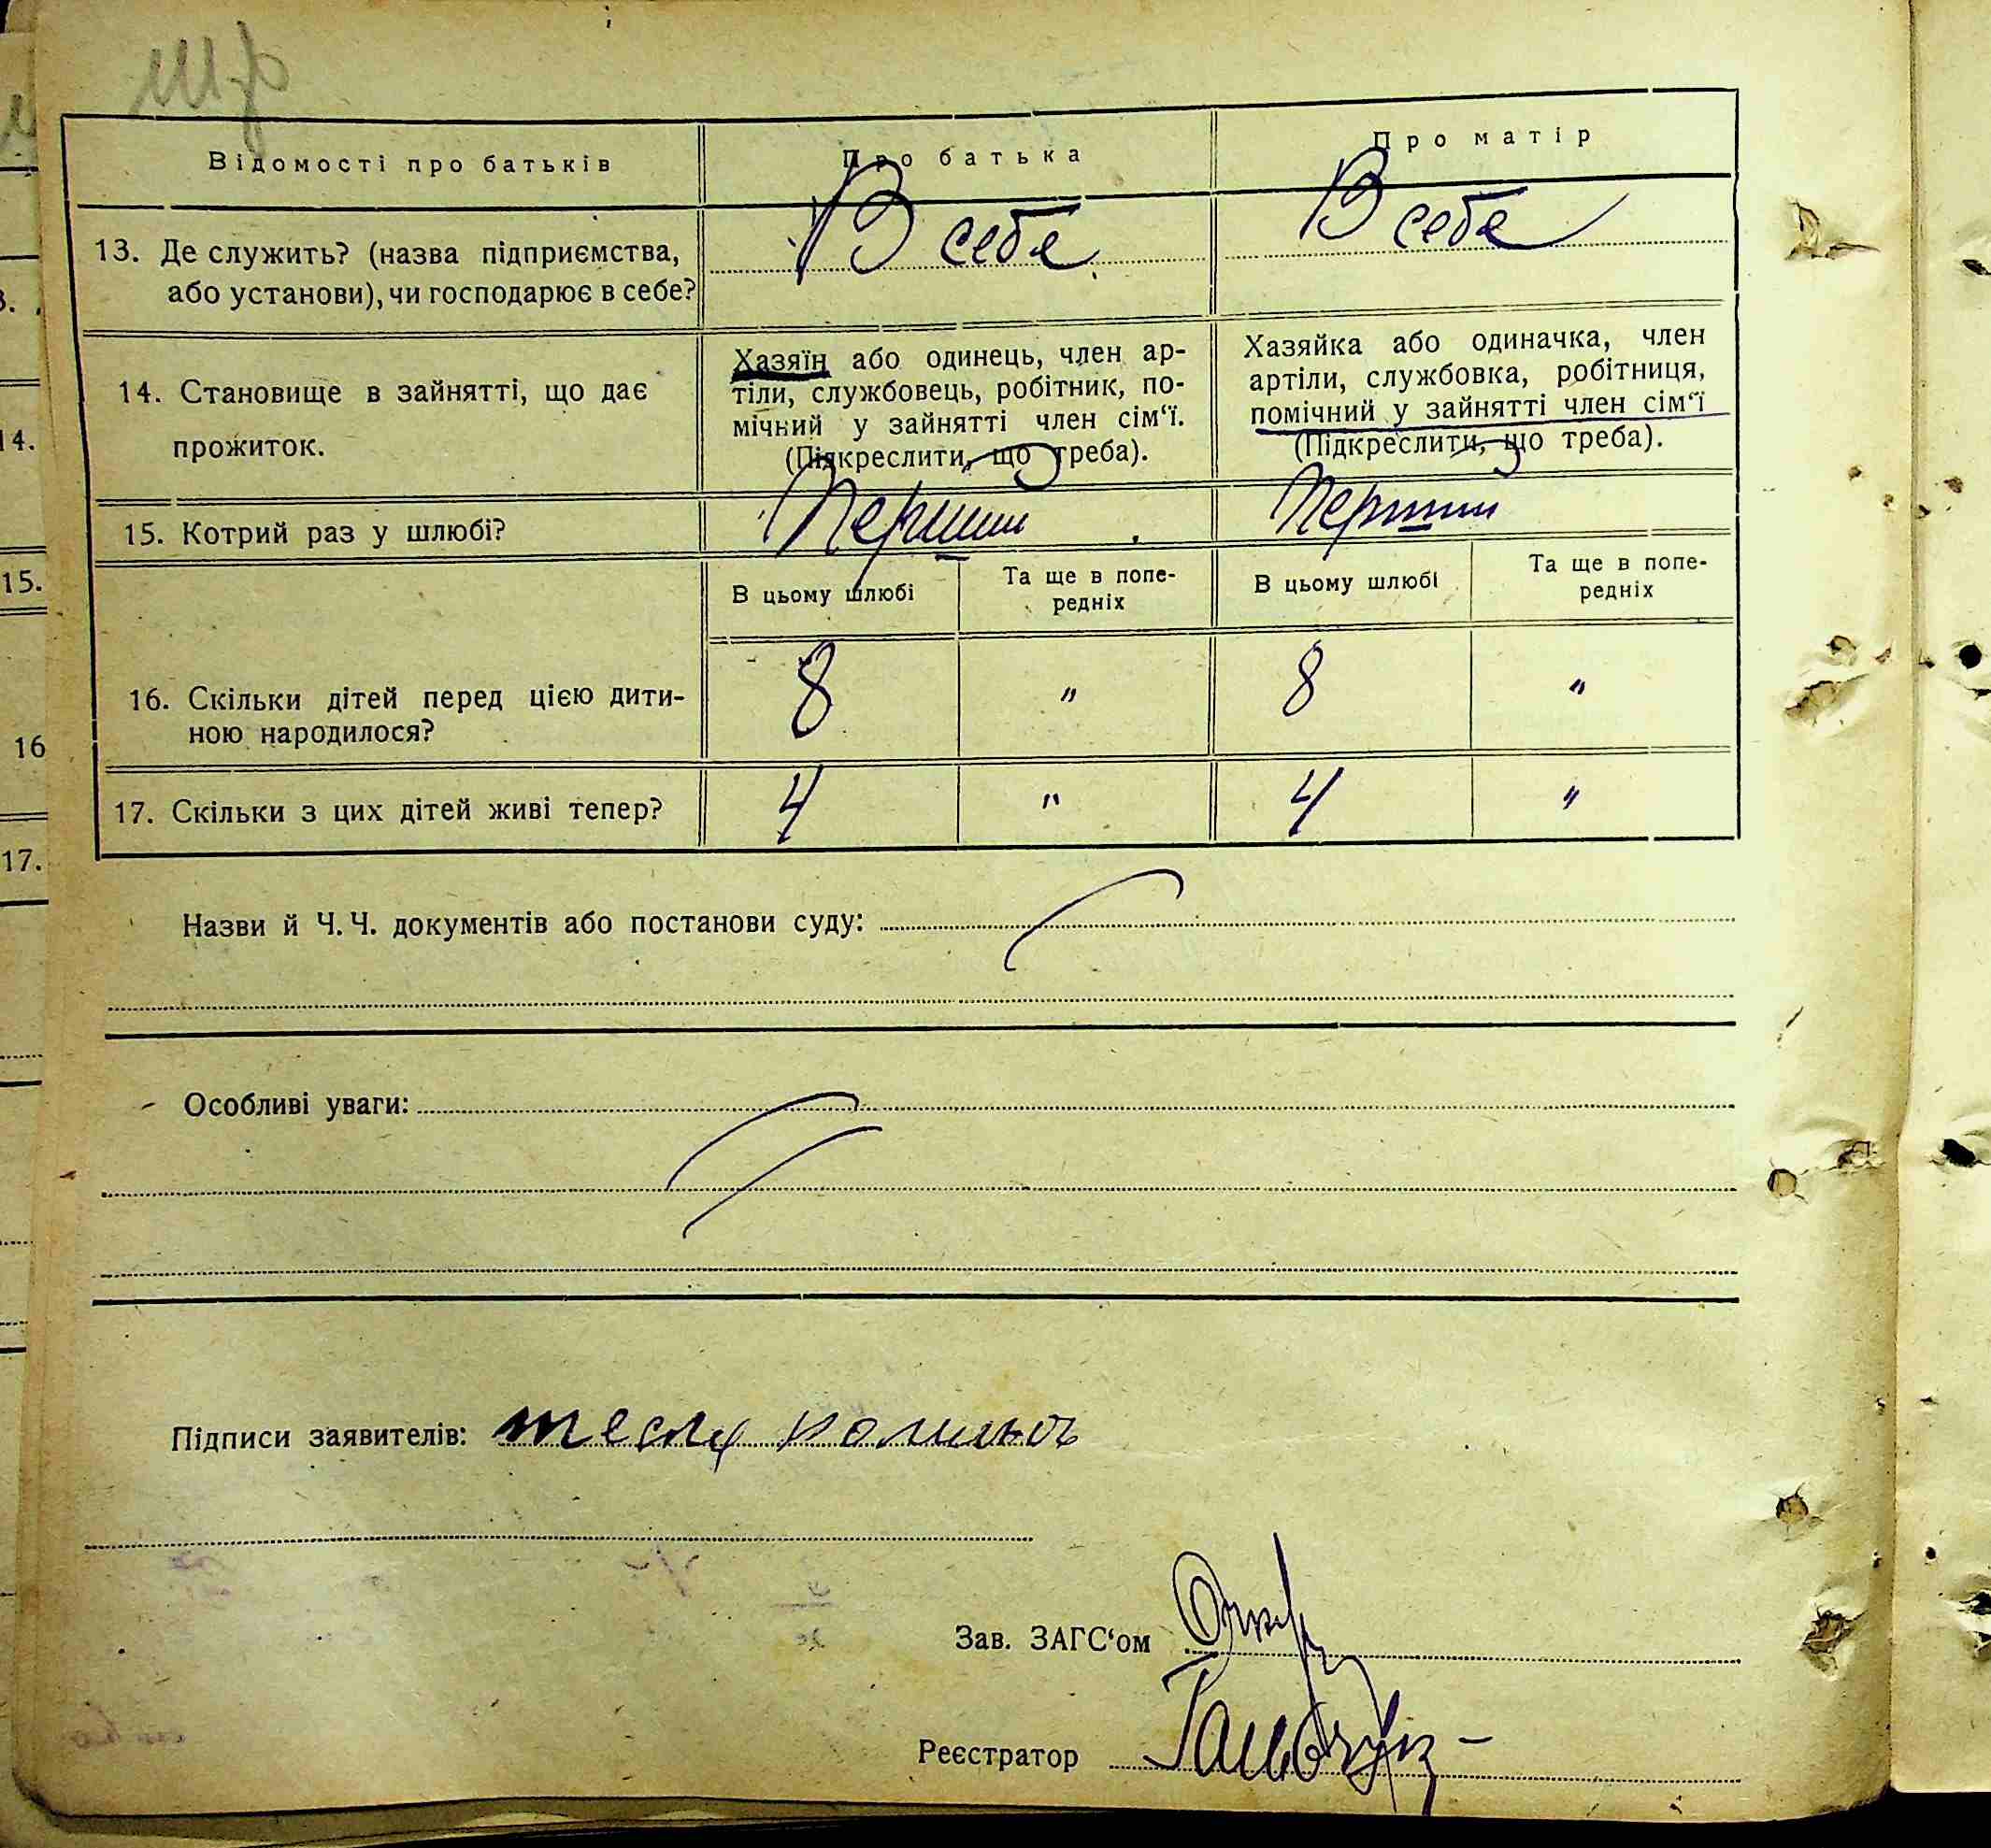 Відомості про батьків
Про батька
Про матір
13. Де служить? (назва підприємства,
або установи), чи господарює в себе?
В себе
В себе
14. Становище в зайнятті, що дає
прожиток.
Хазяїн або одинець, член ар-
тіли, службовець, робітник, по-
мічний у зайнятті член сім‘ї.
(Підкреслити, що треба).
Хазяйка або одиначка, член
артіли, службовка, робітниця,
помічний у зайнятті член сім‘ї
(Підкреслити, що треба).
15. Котрий раз у шлюбі?
Перший
Перший
В цьому шлюбі
Та ще в попе-
редніх
В цьому шлюбі
Та ще в попе-
редніх
16. Скільки дітей перед цією дити-
ною народилося?
8
"
8
"
17. Скільки з цих дітей живі тепер?
4
"
4
"
Назви й Ч. Ч. документів або постанови суду:
Особливі уваги:
Підписи заявителів:
Зав. ЗАГС‘ом
Реєстратор
14.
15.
16
17.